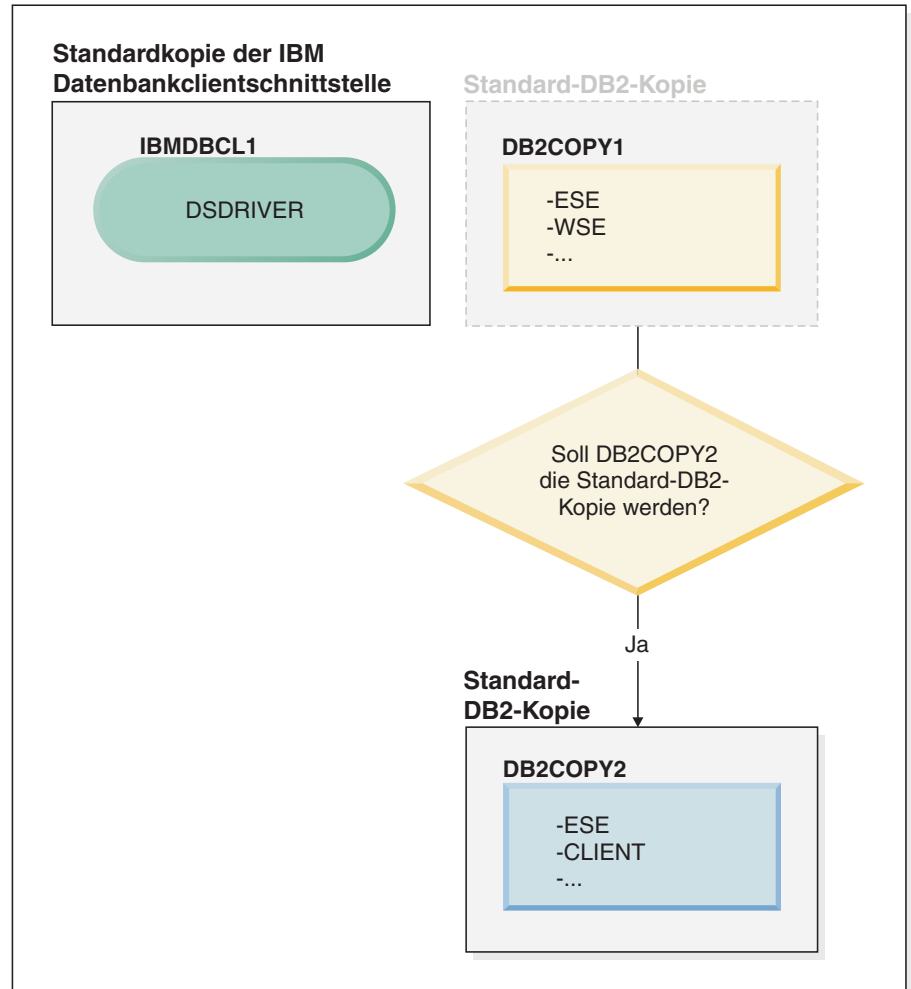 Standardkopie der IBM
Datenbankclientschnittstelle
IBMDBCL1
DSDRIVER
Standard-DB2-Kopie
DB2COPY1
-ESE
-WSE
-...
Soll DB2COPY2
die Standard-DB2-
Kopie werden?
Ja
Standard-
DB2-Kopie
DB2COPY2
-ESE
-CLIENT
-...